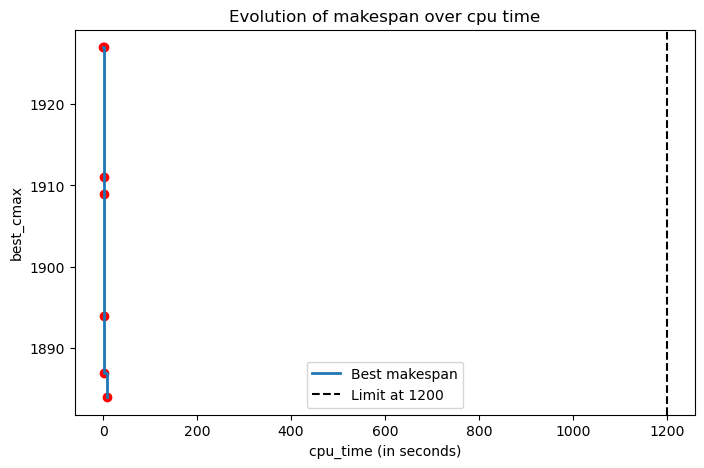 Evolution of makespan over cpu time
best_cmax
1920
1910
1900
1890
Best makespan
Limit at 1200
0 200 400 600 800 1000 1200
cpu_time (in seconds)